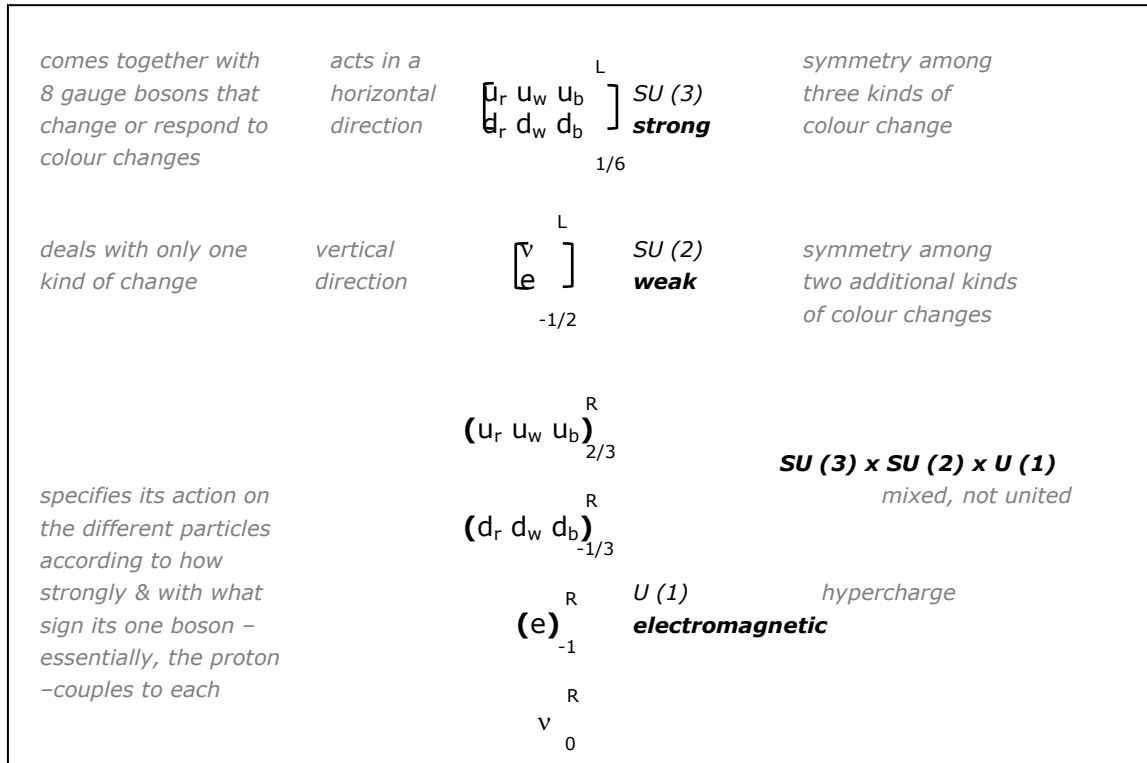 comes together with
8 gauge bosons that
change or respond to
colour changes
acts in a
horizontal
direction
L
u_r u_w u_b
d_r d_w d_b
1/6
SU (3)
strong
symmetry among
three kinds of
colour change
deals with only one
kind of change
vertical
direction
L
ν
e
-1/2
SU (2)
weak
symmetry among
two additional kinds
of colour changes
R
(u_r u_w u_b)
2/3
SU (3) x SU (2) x U (1)
mixed, not united
specifies its action on
the different particles
according to how
strongly & with what
sign its one boson –
essentially, the proton
–couples to each
R
(d_r d_w d_b)
-1/3
R
(e)
-1
U (1)
electromagnetic
hypercharge
R
ν
0